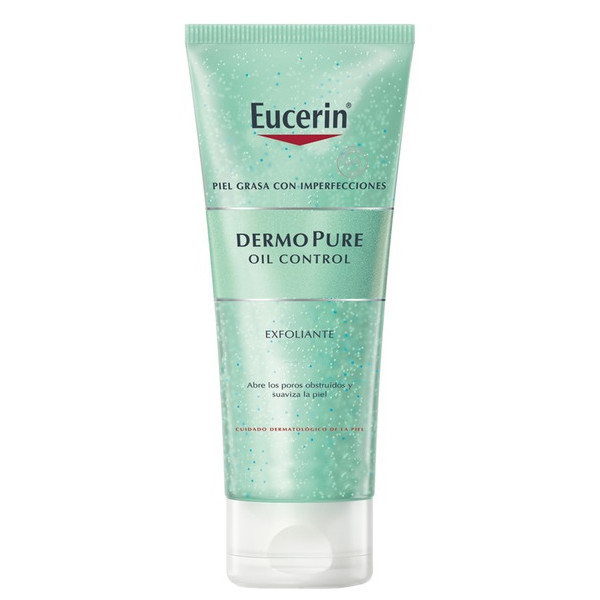 Eucerin®
PIEL GRASA CON IMPERFECCIONES
DERMOPURE
OIL CONTROL
EXFOLIANTE
Abre los poros obstruidos y
suaviza la piel
CUIDADO DERMATOLÓGICO DE LA PIEL